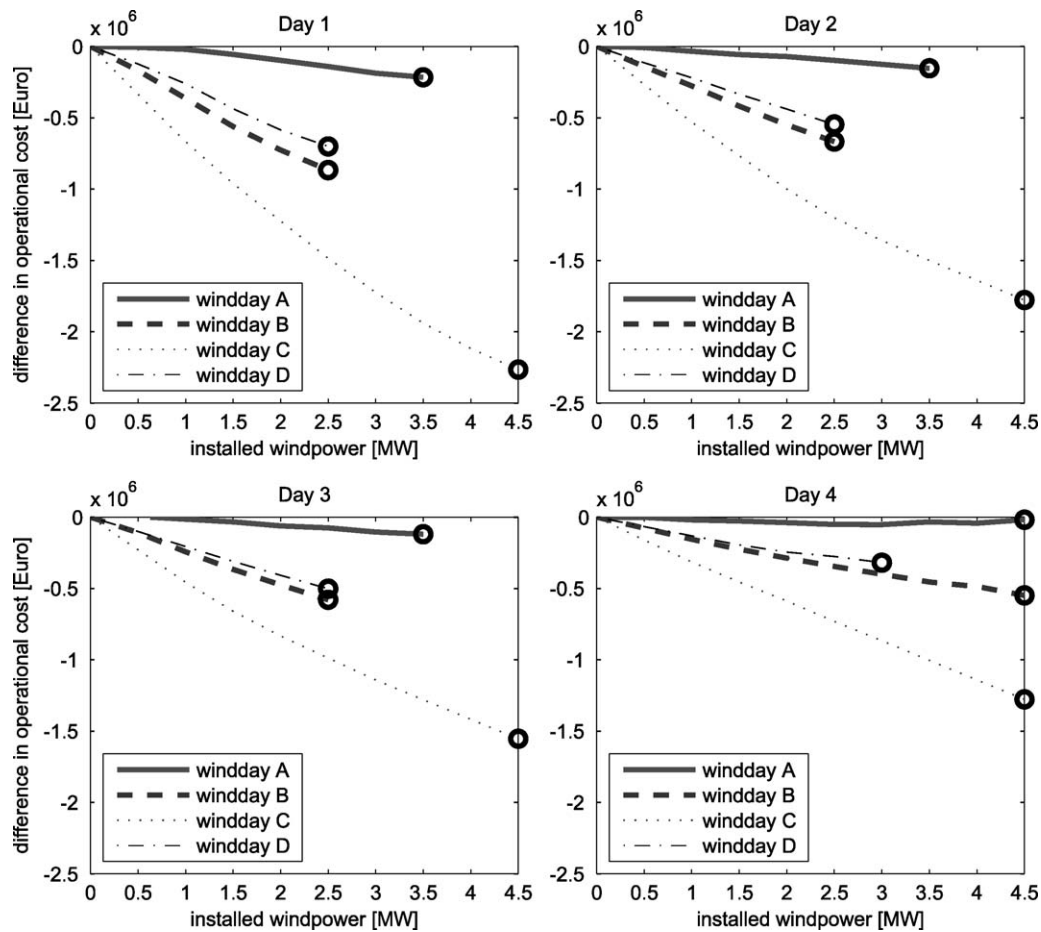 Day 1
x 10^6
0
-0.5
-1
-1.5
-2
-2.5
difference in operational cost [Euro]
windday A
windday B
windday C
windday D
0 0.5 1 1.5 2 2.5 3 3.5 4 4.5
installed windpower [MW]
Day 2
x 10^6
0
-0.5
-1
-1.5
-2
-2.5
windday A
windday B
windday C
windday D
0 0.5 1 1.5 2 2.5 3 3.5 4 4.5
installed windpower [MW]
Day 3
x 10^6
0
-0.5
-1
-1.5
-2
-2.5
difference in operational cost [Euro]
windday A
windday B
windday C
windday D
0 0.5 1 1.5 2 2.5 3 3.5 4 4.5
installed windpower [MW]
Day 4
x 10^6
0
-0.5
-1
-1.5
-2
-2.5
windday A
windday B
windday C
windday D
0 0.5 1 1.5 2 2.5 3 3.5 4 4.5
installed windpower [MW]